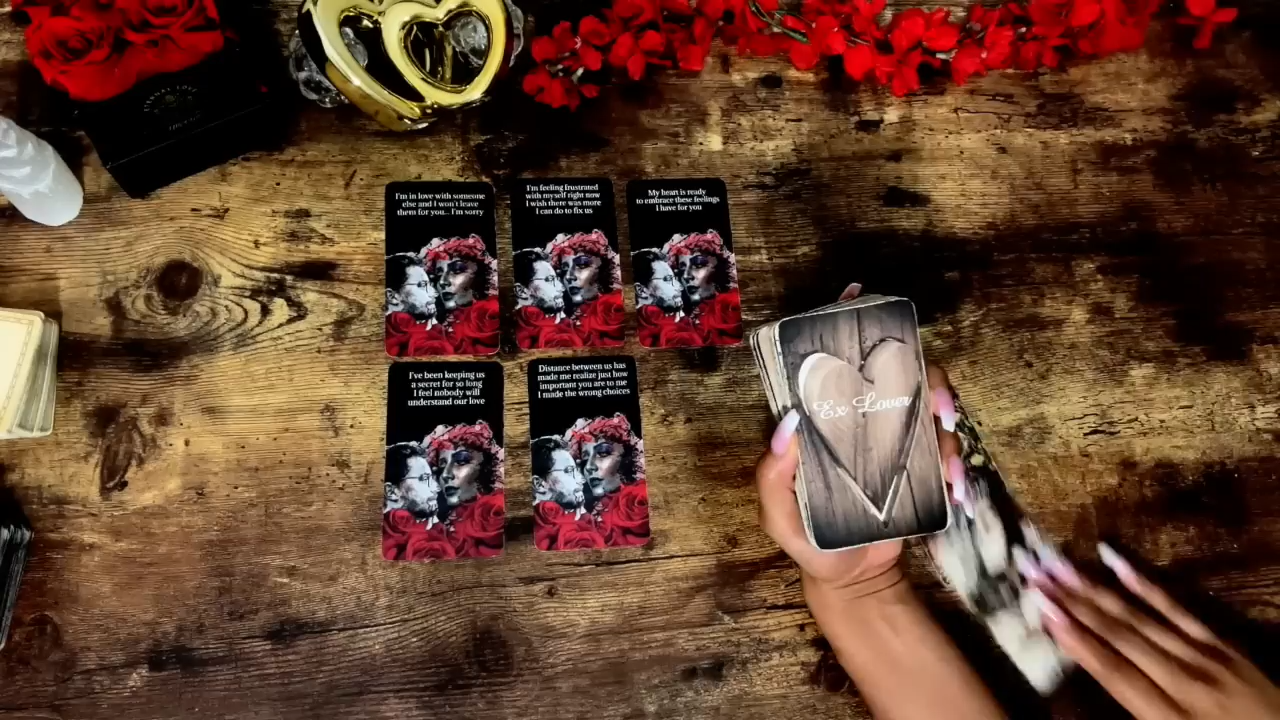 I'm in love with someone
else and I won't leave
them for you... I'm sorry
I'm feeling frustrated
with myself right now
I wish there was more
I can do to fix us
My heart is ready
to embrace these feelings
I have for you
I've been keeping us
a secret for so long
I feel nobody will
understand our love
Distance between us has
made me realize just how
important you are to me
I made the wrong choices
Ex Lover